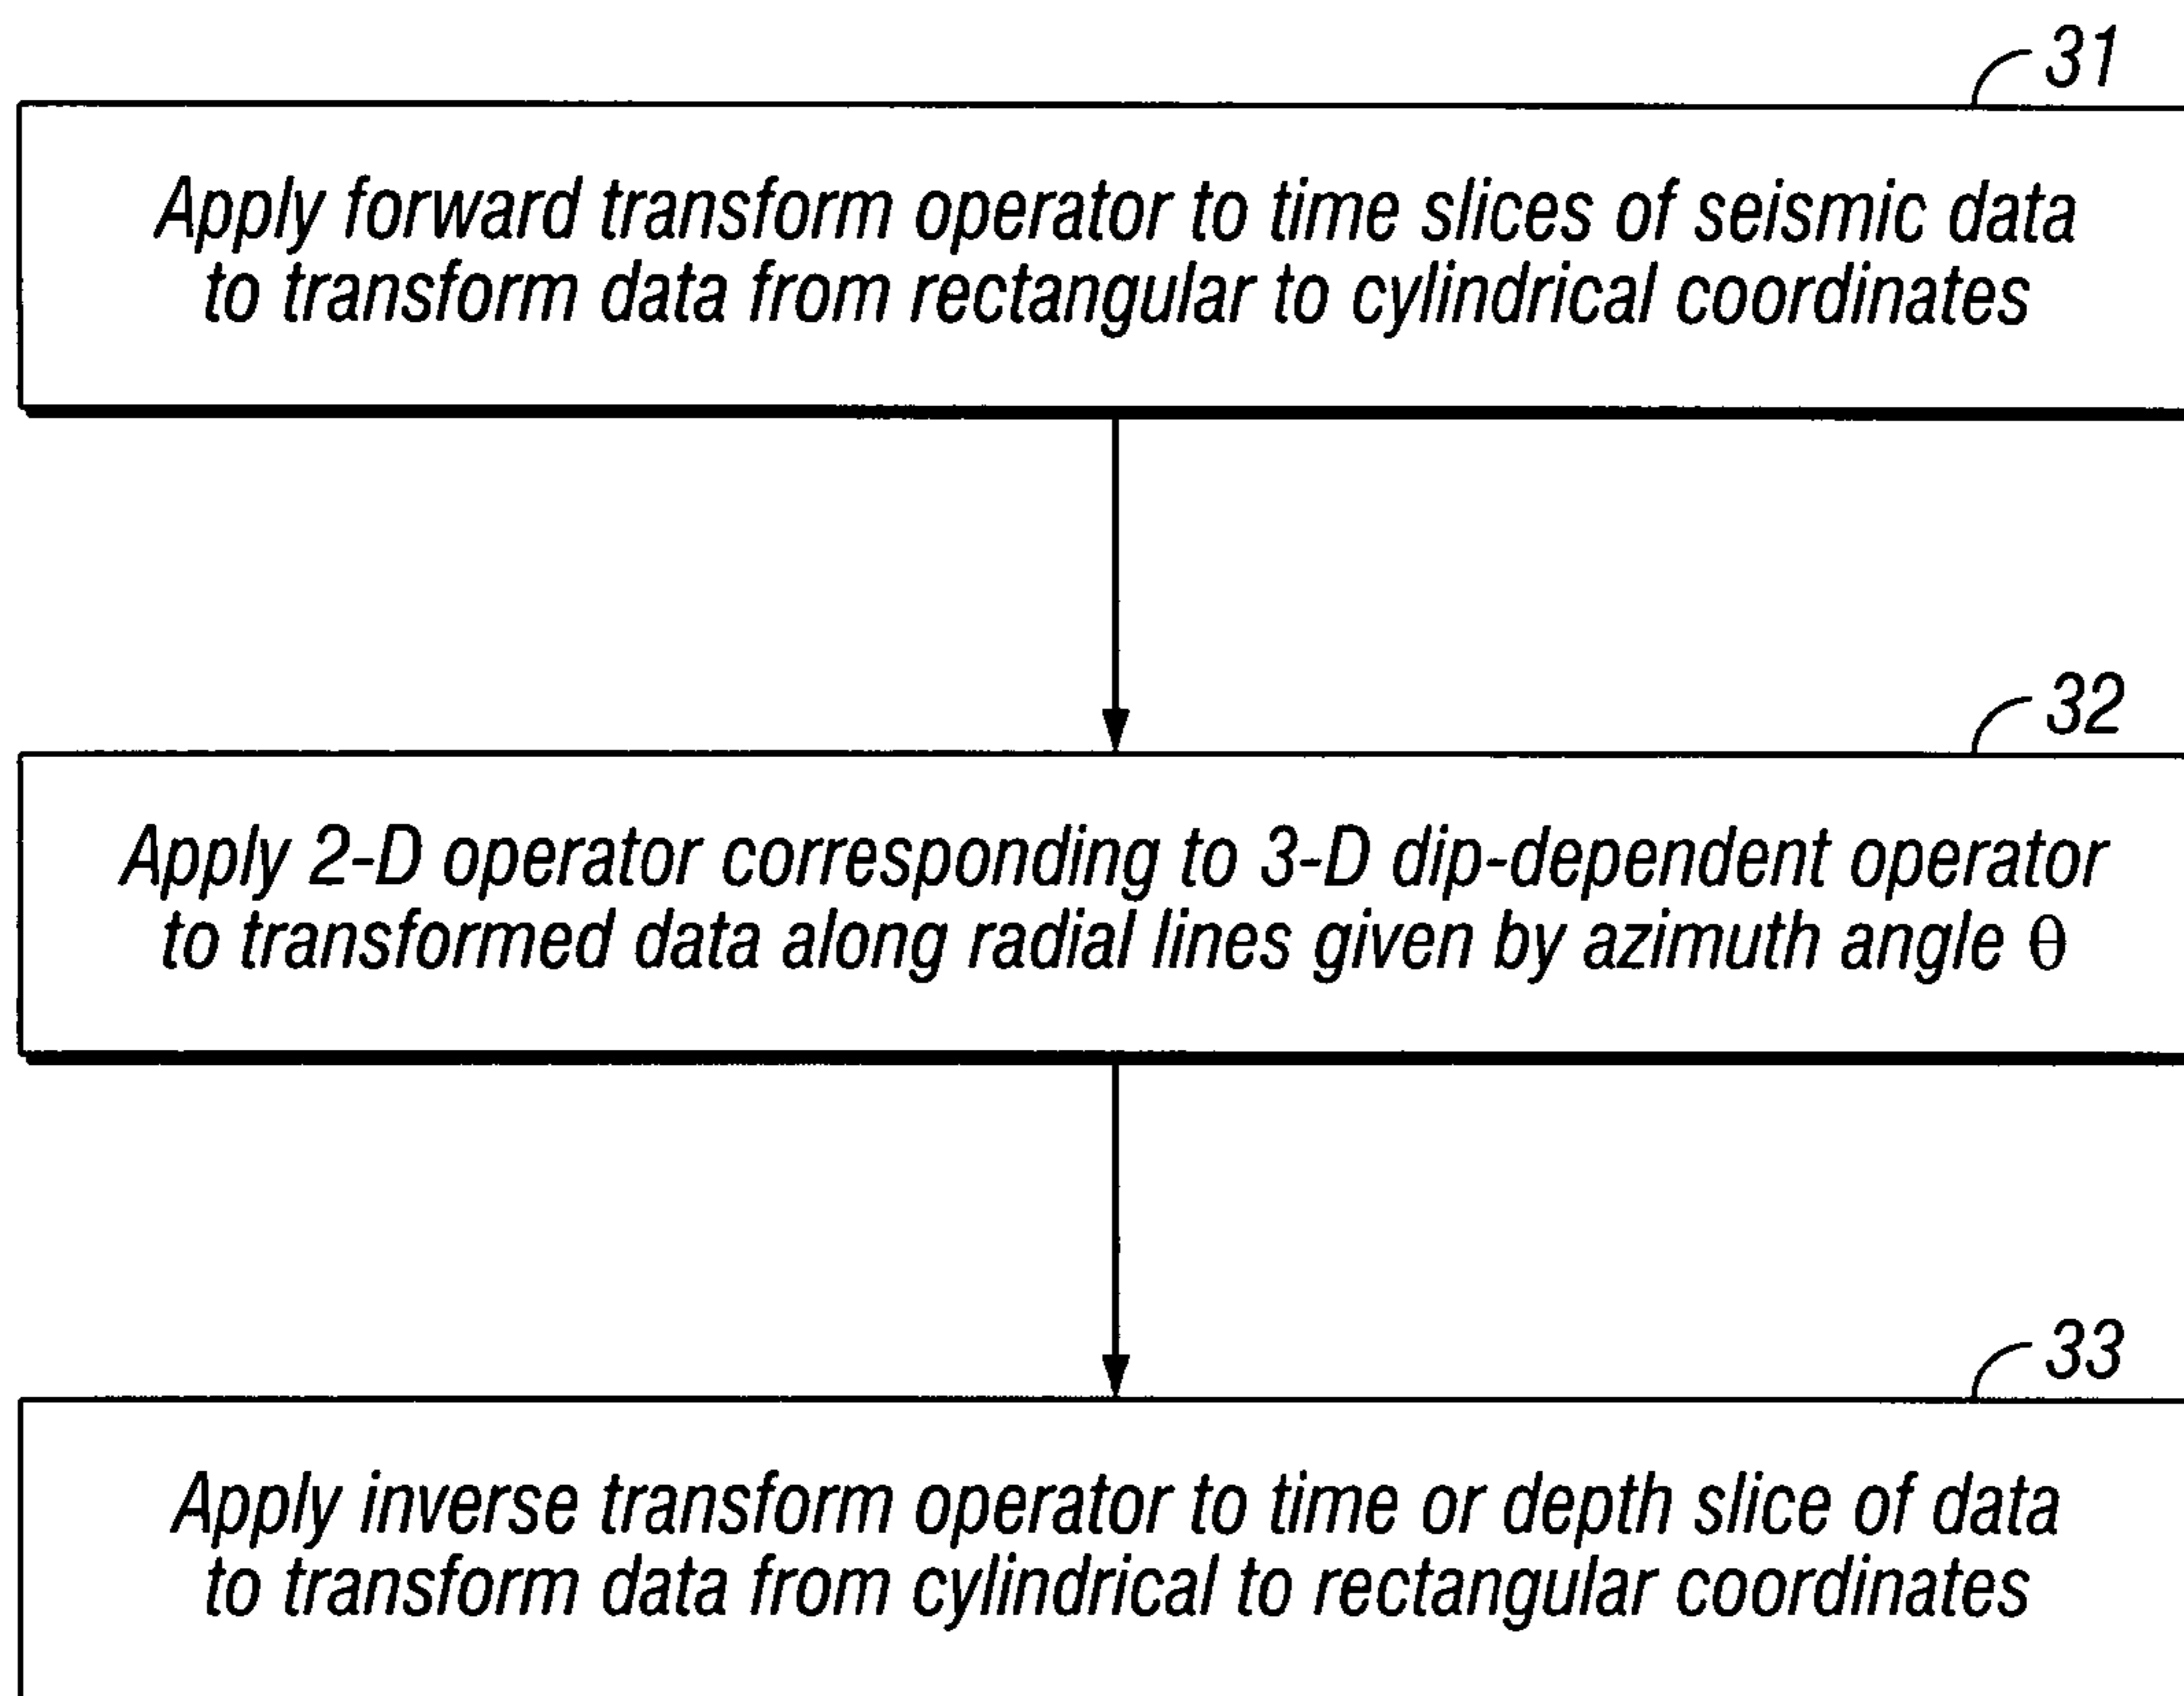 31
Apply forward transform operator to time slices of seismic data
to transform data from rectangular to cylindrical coordinates
32
Apply 2-D operator corresponding to 3-D dip-dependent operator
to transformed data along radial lines given by azimuth angle θ
33
Apply inverse transform operator to time or depth slice of data
to transform data from cylindrical to rectangular coordinates